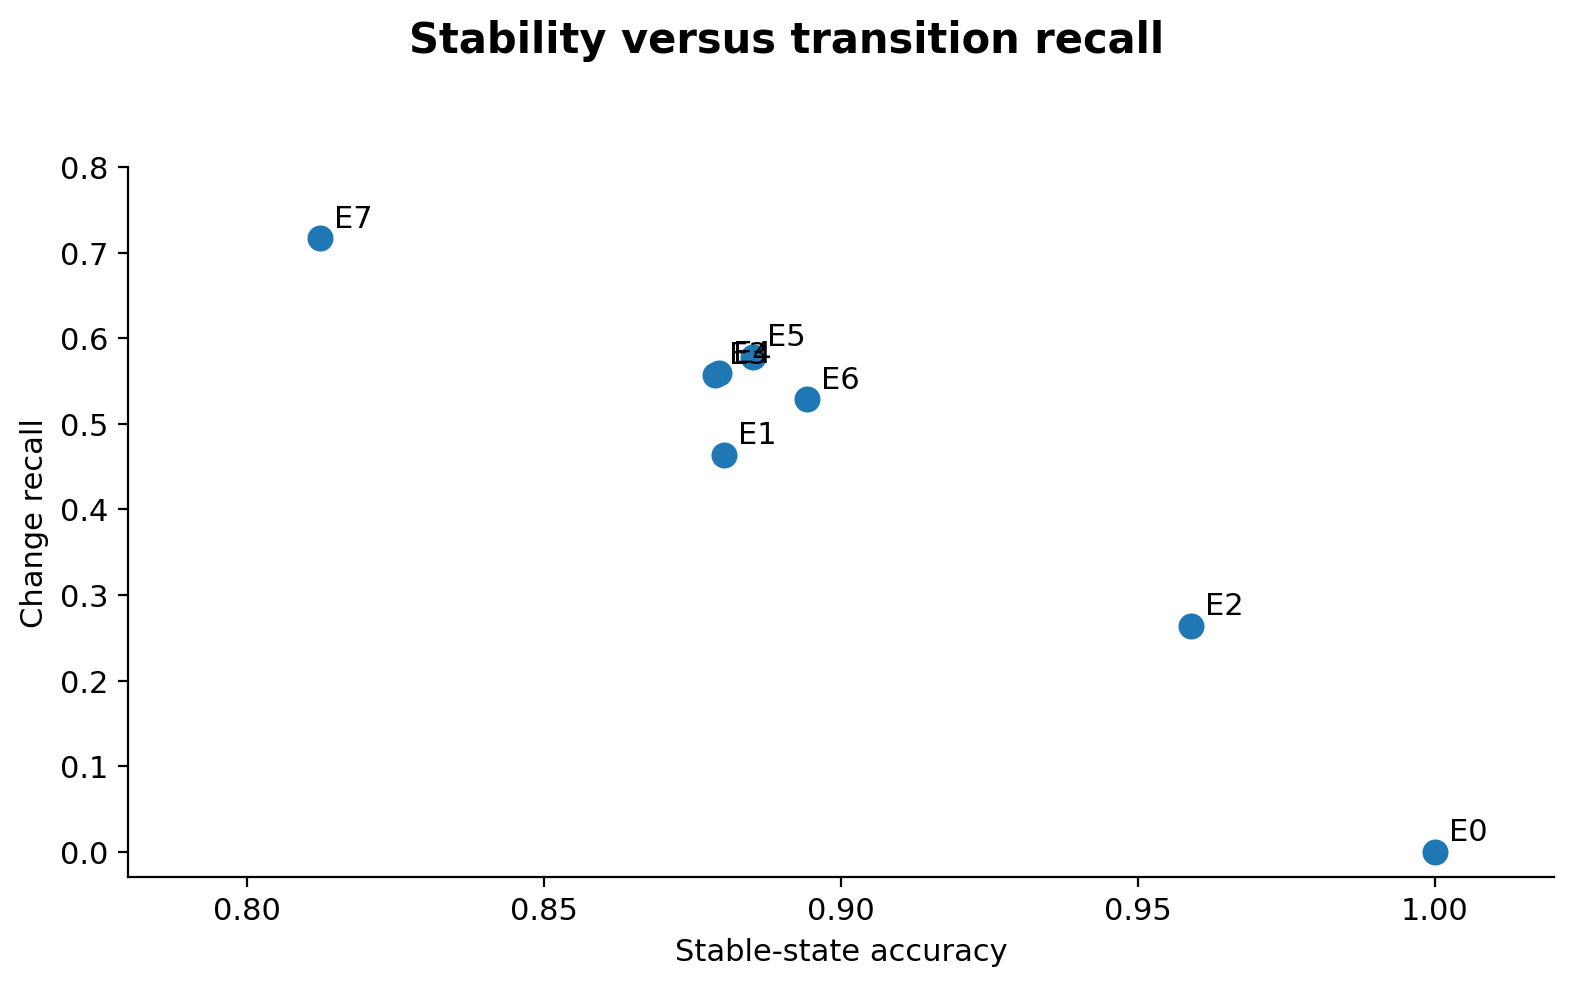 Stability versus transition recall
0.8
E7
0.7
0.6
E5
E3
E4
E6
0.5
E1
0.4
Change recall
0.3
E2
0.2
0.1
E0
0.0
0.80
0.85
0.90
0.95
1.00
Stable-state accuracy